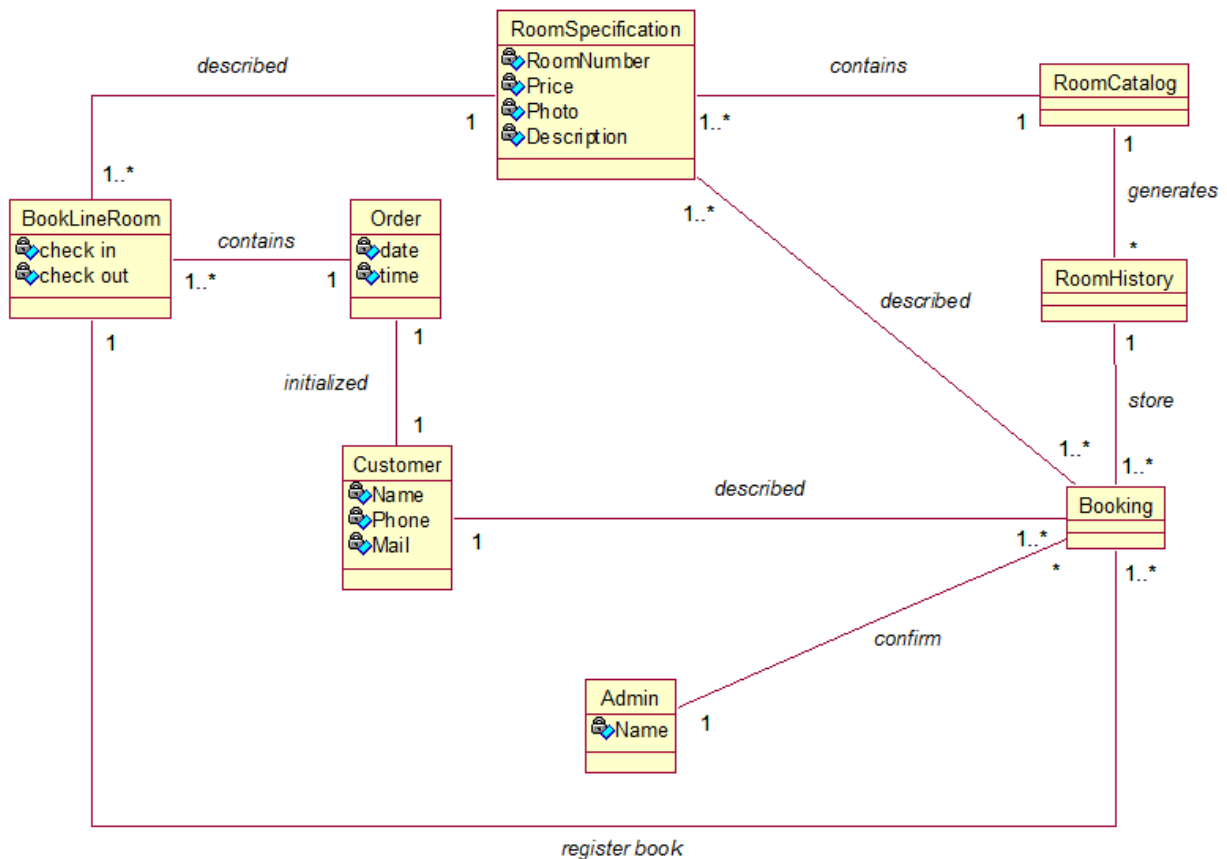 RoomSpecification
RoomNumber
Price
Photo
Description
described
contains
RoomCatalog
1
1..*
1
1
1..*
1..*
generates
*
BookLineRoom
check in
check out
contains
1..*
1
Order
date
time
RoomHistory
described
1
1
1
initialized
store
1
1..*
1..*
Customer
Name
Phone
Mail
described
Booking
1
1..*
*
1..*
confirm
Admin
Name
1
register book